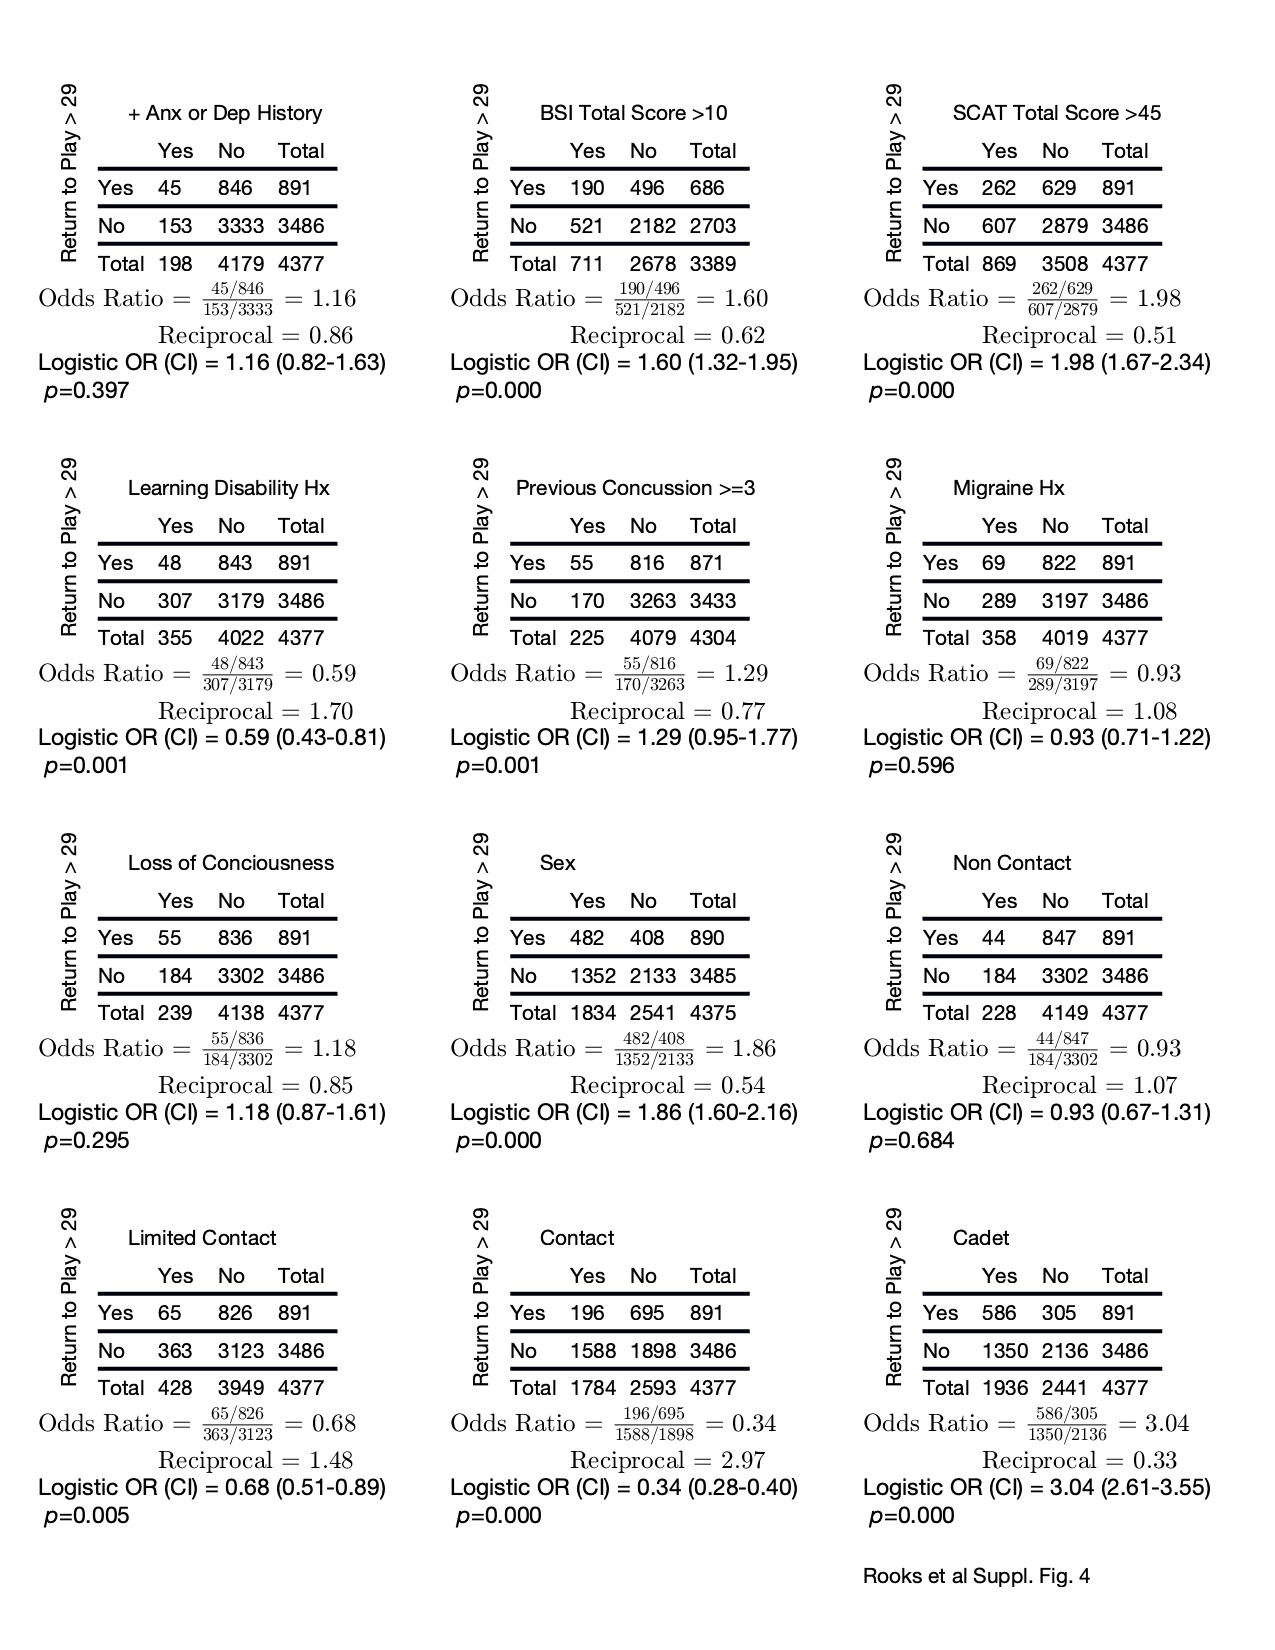 Return to Play > 29
+ Anx or Dep History
Yes No Total
Yes 45 846 891
No 153 3333 3486
Total 198 4179 4377
Odds Ratio = 45/846 / 153/3333 = 1.16
Reciprocal = 0.86
Logistic OR (CI) = 1.16 (0.82-1.63)
p=0.397
Return to Play > 29
BSI Total Score >10
Yes No Total
Yes 190 496 686
No 521 2182 2703
Total 711 2678 3389
Odds Ratio = 190/496 / 521/2182 = 1.60
Reciprocal = 0.62
Logistic OR (CI) = 1.60 (1.32-1.95)
p=0.000
Return to Play > 29
SCAT Total Score >45
Yes No Total
Yes 262 629 891
No 607 2879 3486
Total 869 3508 4377
Odds Ratio = 262/629 / 607/2879 = 1.98
Reciprocal = 0.51
Logistic OR (CI) = 1.98 (1.67-2.34)
p=0.000
Return to Play > 29
Learning Disability Hx
Yes No Total
Yes 48 843 891
No 307 3179 3486
Total 355 4022 4377
Odds Ratio = 48/843 / 307/3179 = 0.59
Reciprocal = 1.70
Logistic OR (CI) = 0.59 (0.43-0.81)
p=0.001
Return to Play > 29
Previous Concussion >=3
Yes No Total
Yes 55 816 871
No 170 3263 3433
Total 225 4079 4304
Odds Ratio = 55/816 / 170/3263 = 1.29
Reciprocal = 0.77
Logistic OR (CI) = 1.29 (0.95-1.77)
p=0.001
Return to Play > 29
Migraine Hx
Yes No Total
Yes 69 822 891
No 289 3197 3486
Total 358 4019 4377
Odds Ratio = 69/822 / 289/3197 = 0.93
Reciprocal = 1.08
Logistic OR (CI) = 0.93 (0.71-1.22)
p=0.596
Return to Play > 29
Loss of Conciousness
Yes No Total
Yes 55 836 891
No 184 3302 3486
Total 239 4138 4377
Odds Ratio = 55/836 / 184/3302 = 1.18
Reciprocal = 0.85
Logistic OR (CI) = 1.18 (0.87-1.61)
p=0.295
Return to Play > 29
Sex
Yes No Total
Yes 482 408 890
No 1352 2133 3485
Total 1834 2541 4375
Odds Ratio = 482/408 / 1352/2133 = 1.86
Reciprocal = 0.54
Logistic OR (CI) = 1.86 (1.60-2.16)
p=0.000
Return to Play > 29
Non Contact
Yes No Total
Yes 44 847 891
No 184 3302 3486
Total 228 4149 4377
Odds Ratio = 44/847 / 184/3302 = 0.93
Reciprocal = 1.07
Logistic OR (CI) = 0.93 (0.67-1.31)
p=0.684
Return to Play > 29
Limited Contact
Yes No Total
Yes 65 826 891
No 363 3123 3486
Total 428 3949 4377
Odds Ratio = 65/826 / 363/3123 = 0.68
Reciprocal = 1.48
Logistic OR (CI) = 0.68 (0.51-0.89)
p=0.005
Return to Play > 29
Contact
Yes No Total
Yes 196 695 891
No 1588 1898 3486
Total 1784 2593 4377
Odds Ratio = 196/695 / 1588/1898 = 0.34
Reciprocal = 2.97
Logistic OR (CI) = 0.34 (0.28-0.40)
p=0.000
Return to Play > 29
Cadet
Yes No Total
Yes 586 305 891
No 1350 2136 3486
Total 1936 2441 4377
Odds Ratio = 586/305 / 1350/2136 = 3.04
Reciprocal = 0.33
Logistic OR (CI) = 3.04 (2.61-3.55)
p=0.000
Rooks et al Suppl. Fig. 4